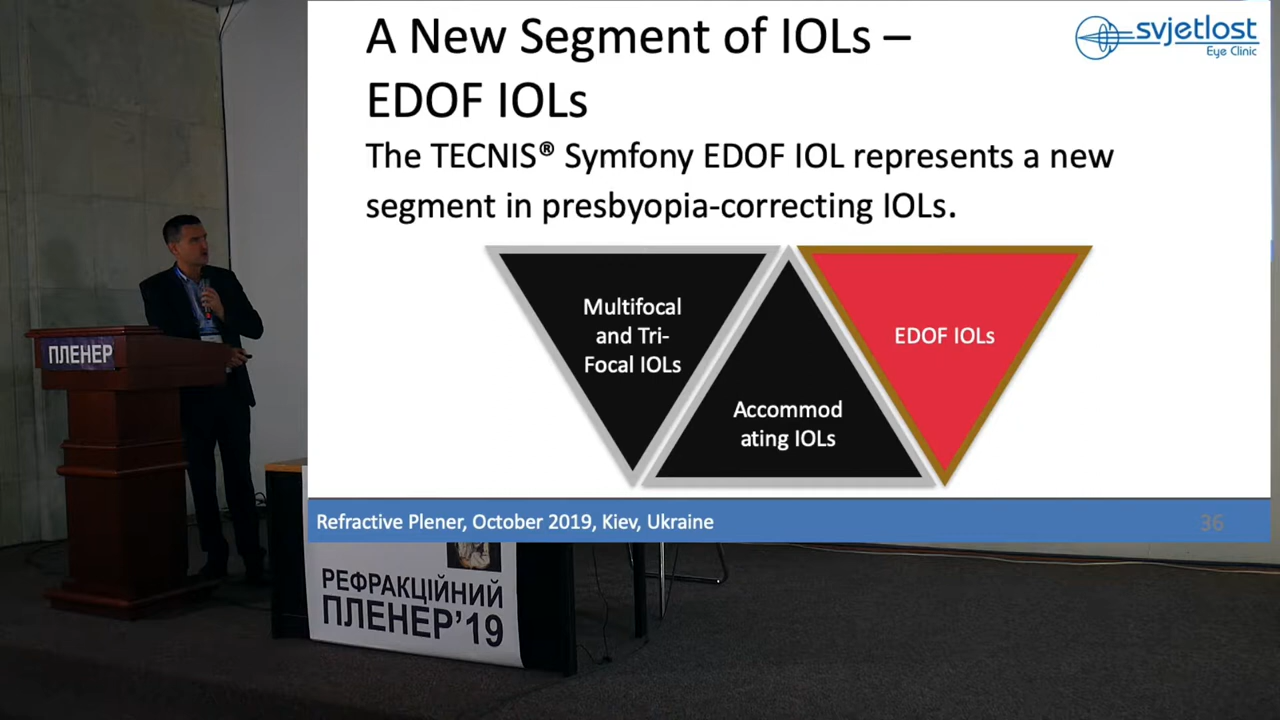 A New Segment of IOLs –
EDOF IOLs
svjetlost
Eye Clinic
The TECNIS® Symfony EDOF IOL represents a new
segment in presbyopia-correcting IOLs.
Multifocal
and Tri-
Focal IOLs
Accommod
ating IOLs
EDOF IOLs
Refractive Plener, October 2019, Kiev, Ukraine
36
ПЛЕНЕР
РЕФРАКЦІЙНИЙ
ПЛЕНЕР’19